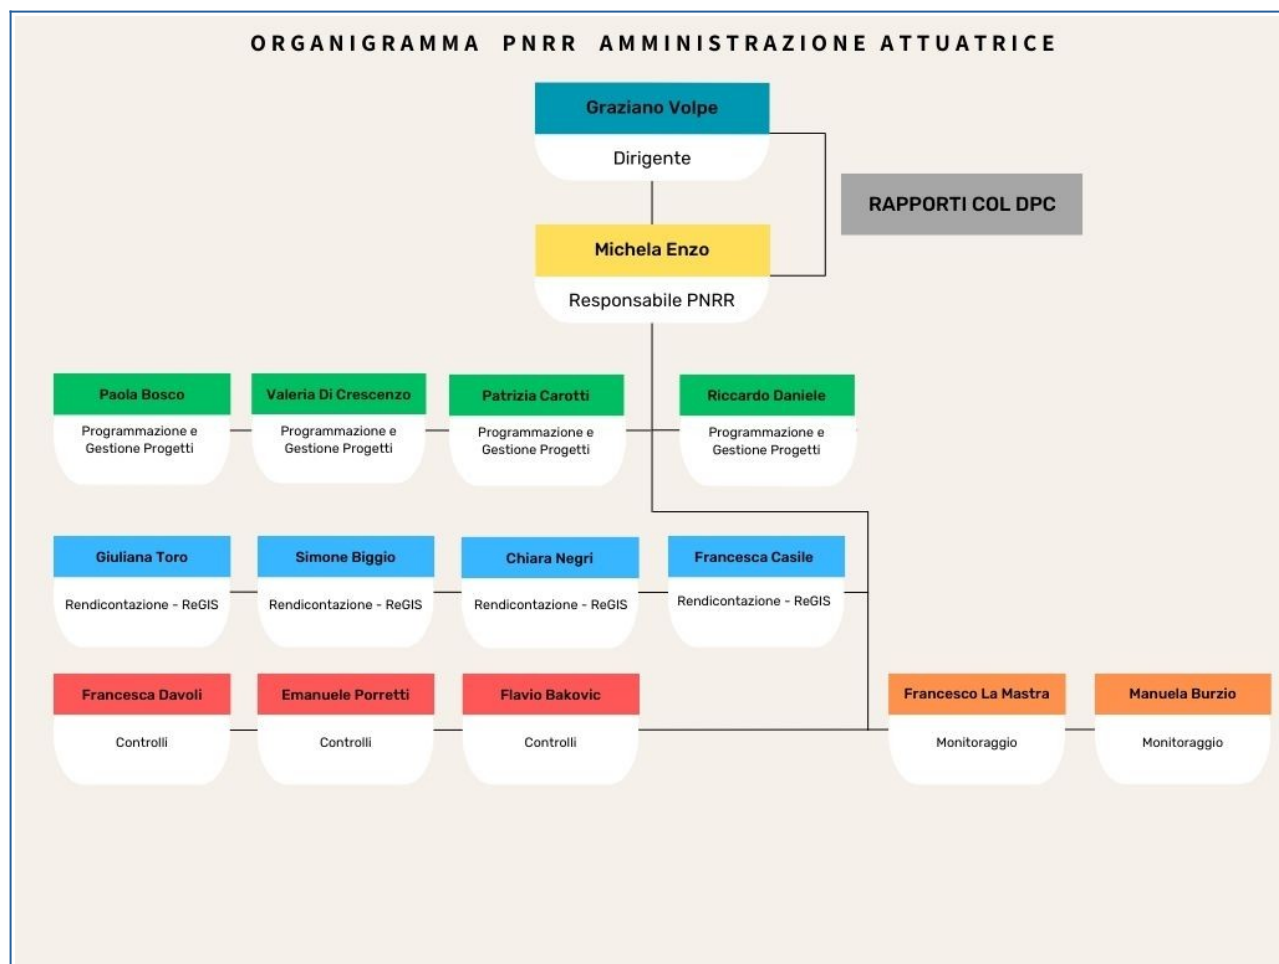 ORGANIGRAMMA PNRR AMMINISTRAZIONE ATTUATRICE
Graziano Volpe
Dirigente
RAPPORTI COL DPC
Michela Enzo
Responsabile PNRR
Paola Bosco
Programmazione e
Gestione Progetti
Valeria Di Crescenzo
Programmazione e
Gestione Progetti
Patrizia Carotti
Programmazione e
Gestione Progetti
Riccardo Daniele
Programmazione e
Gestione Progetti
Giuliana Toro
Rendicontazione - ReGIS
Simone Biggio
Rendicontazione - ReGIS
Chiara Negri
Rendicontazione - ReGIS
Francesca Casile
Rendicontazione - ReGIS
Francesca Davoli
Controlli
Emanuele Porretti
Controlli
Flavio Bakovic
Controlli
Francesco La Mastra
Monitoraggio
Manuela Burzio
Monitoraggio